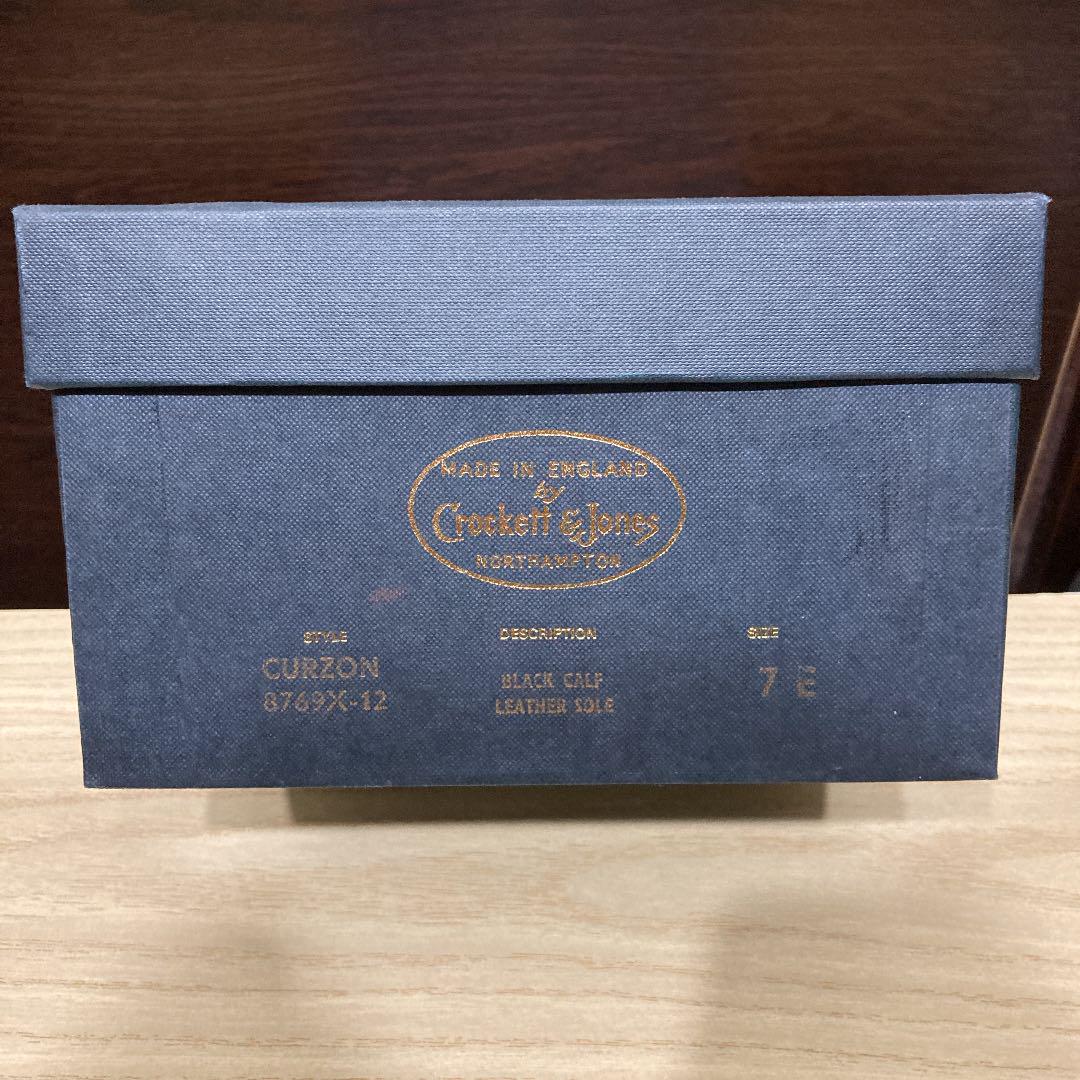 MADE IN ENGLAND
by
Crockett & Jones
NORTHAMPTON
STYLE DESCRIPTION SIZE
CURZON BLACK CALF 7 E
8769X-12 LEATHER SOLE